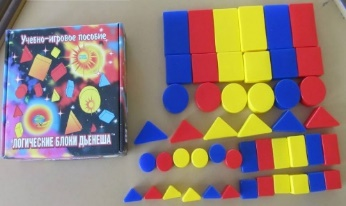 Учебно-игровое пособие
ЛОГИЧЕСКИЕ БЛОКИ ДЬЕНЕША